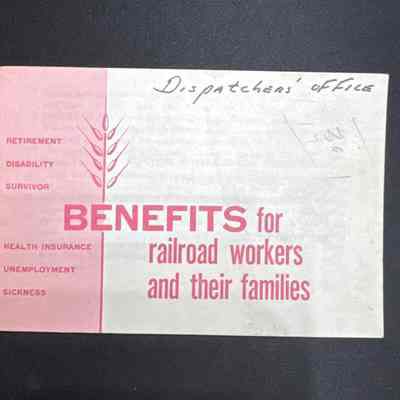 Dispatchers' OFFICE
RETIREMENT
DISABILITY
SURVIVOR
BENEFITS for
railroad workers
and their families
HEALTH INSURANCE
UNEMPLOYMENT
SICKNESS